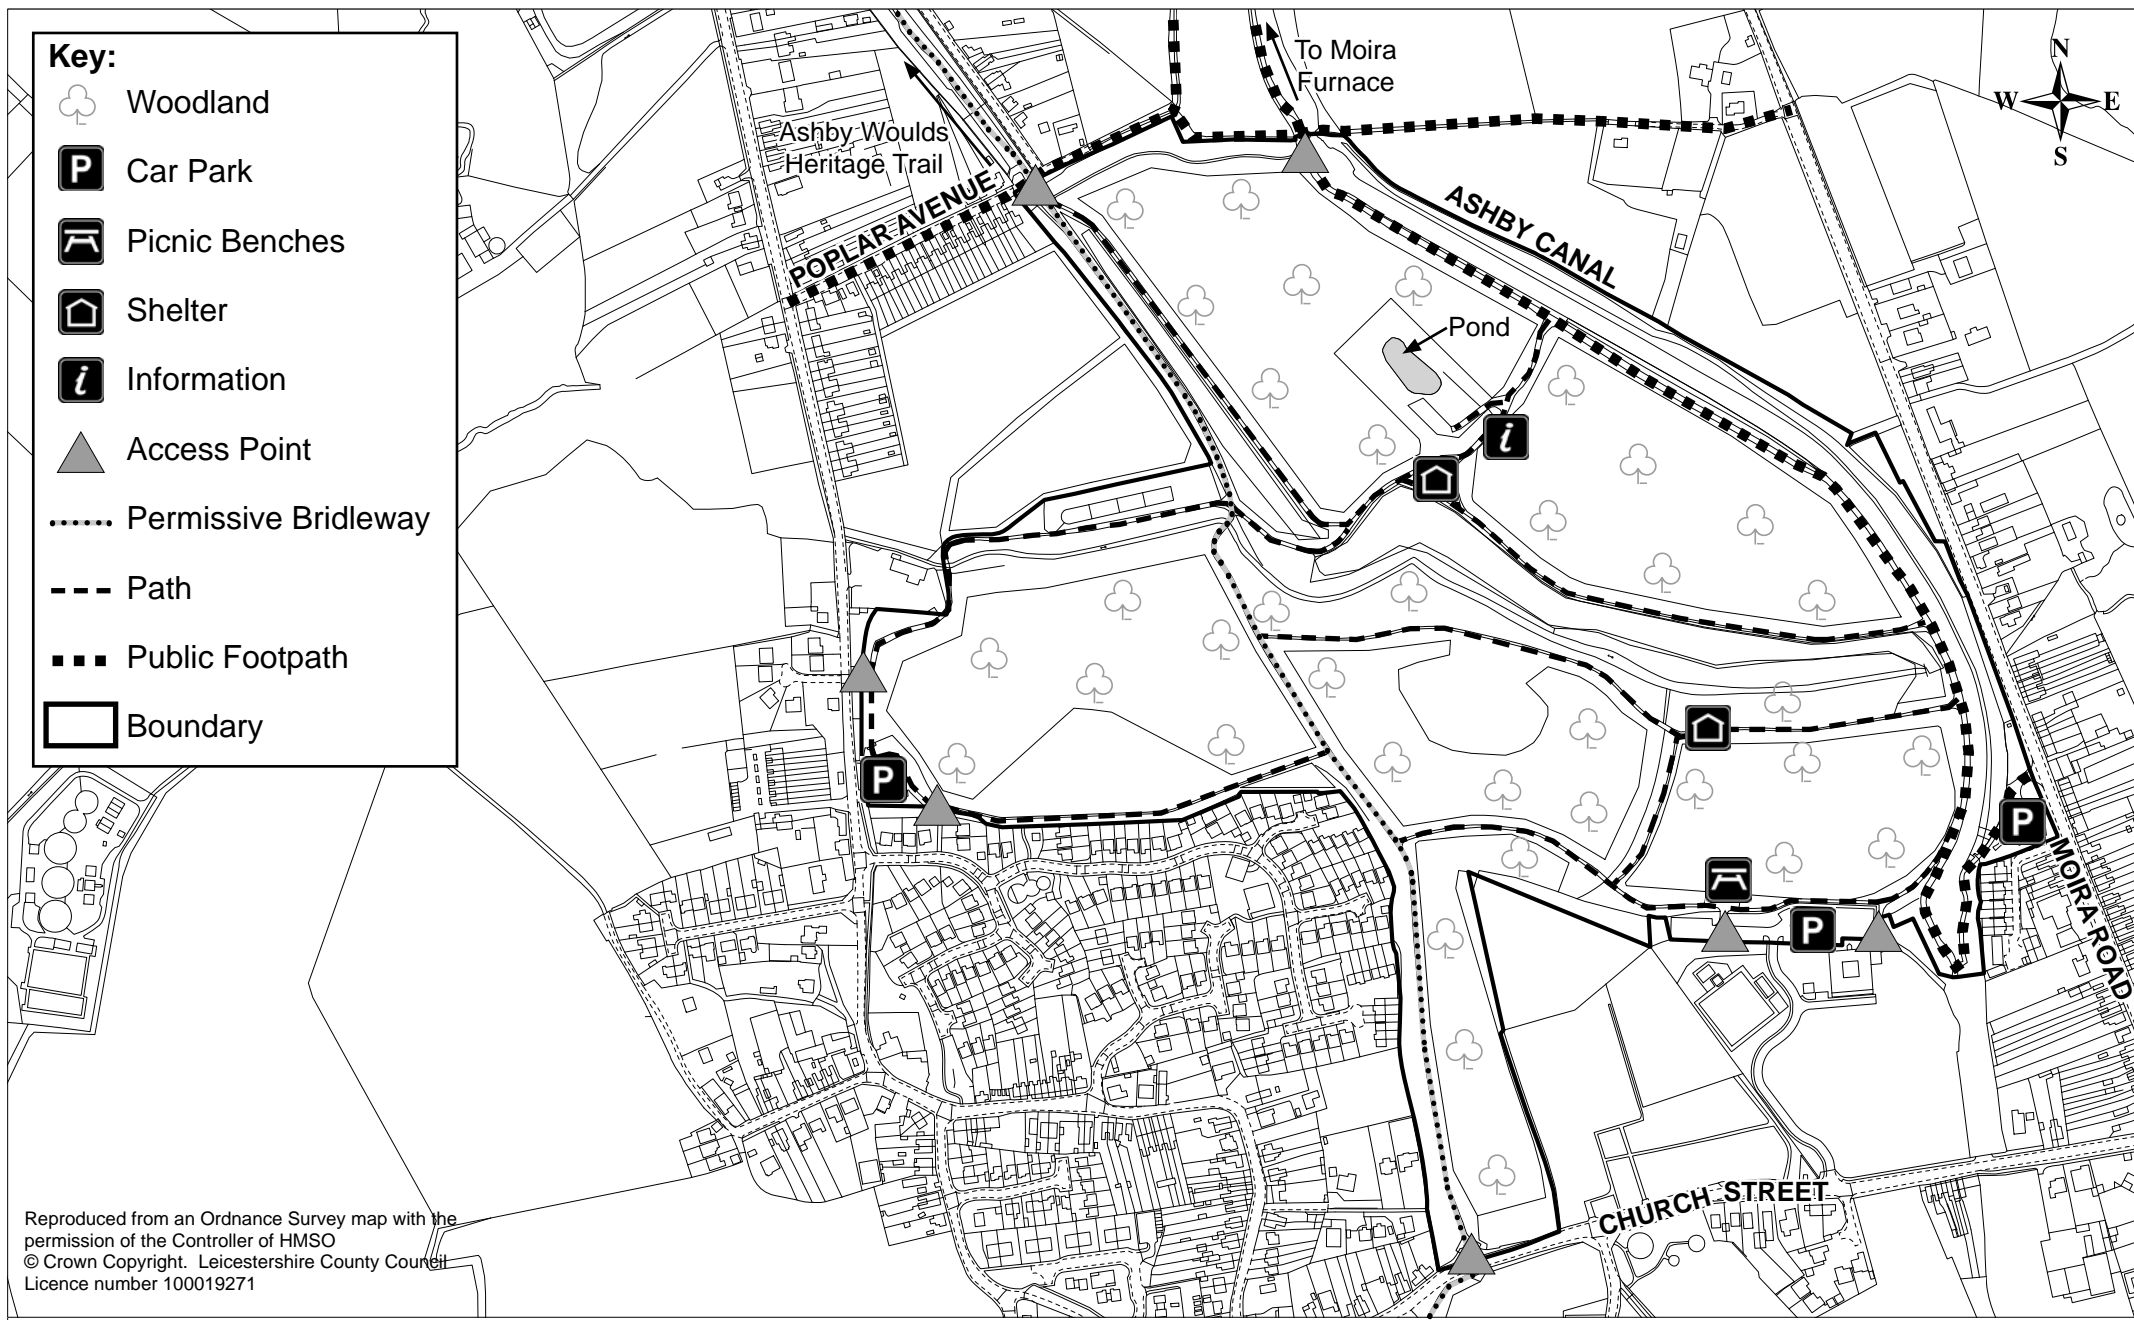 Key:
Woodland
P Car Park
Picnic Benches
Shelter
i Information
Access Point
Permissive Bridleway
Path
Public Footpath
Boundary
To Moira
Furnace
N
W E
S
Ashby Woulds
Heritage Trail
POPLAR AVENUE
ASHBY CANAL
Pond
i
P
P
P
MOIRA ROAD
CHURCH STREET
Reproduced from an Ordnance Survey map with the
permission of the Controller of HMSO
© Crown Copyright. Leicestershire County Council
Licence number 100019271